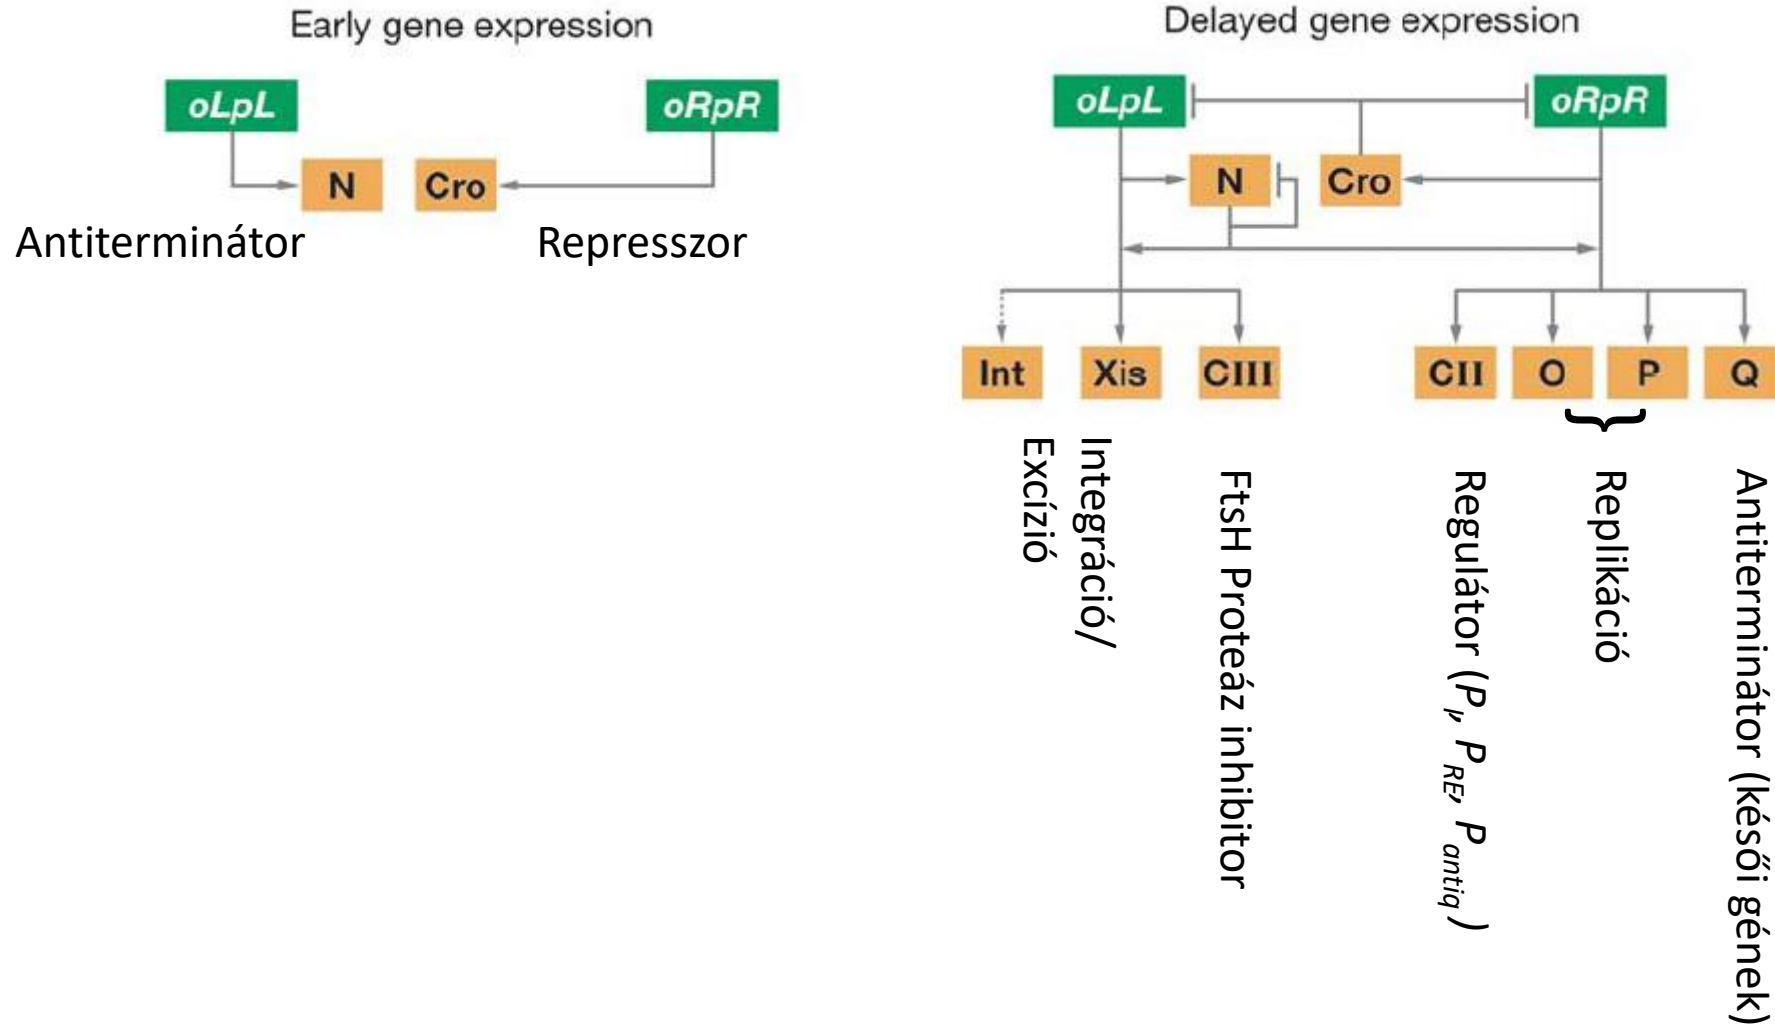 Early gene expression
oLpL
oRpR
N
Cro
Antiterminátor
Represszor
Delayed gene expression
oLpL
oRpR
N
Cro
Int
Xis
CIII
CII
O
P
Q
}
Integráció/
Excízió
FtsH Proteáz inhibitor
Regulátor (P_I, P_RE, P_antiq)
Replikáció
Antiterminátor (késői gének)